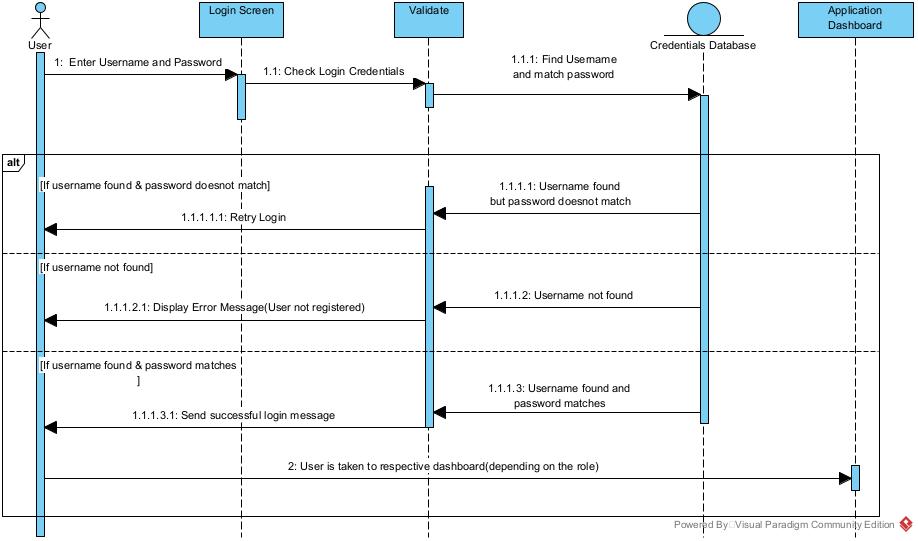 Login Screen
Validate
Application
Dashboard
User
Credentials Database
1: Enter Username and Password
1.1: Check Login Credentials
1.1.1: Find Username
and match password
alt
[If username found & password doesnot match]
1.1.1.1: Username found
but password doesnot match
1.1.1.1.1: Retry Login
[If username not found]
1.1.1.2: Username not found
1.1.1.2.1: Display Error Message(User not registered)
[If username found & password matches
]
1.1.1.3: Username found and
password matches
1.1.1.3.1: Send successful login message
2: User is taken to respective dashboard(depending on the role)
Powered By Visual Paradigm Community Edition